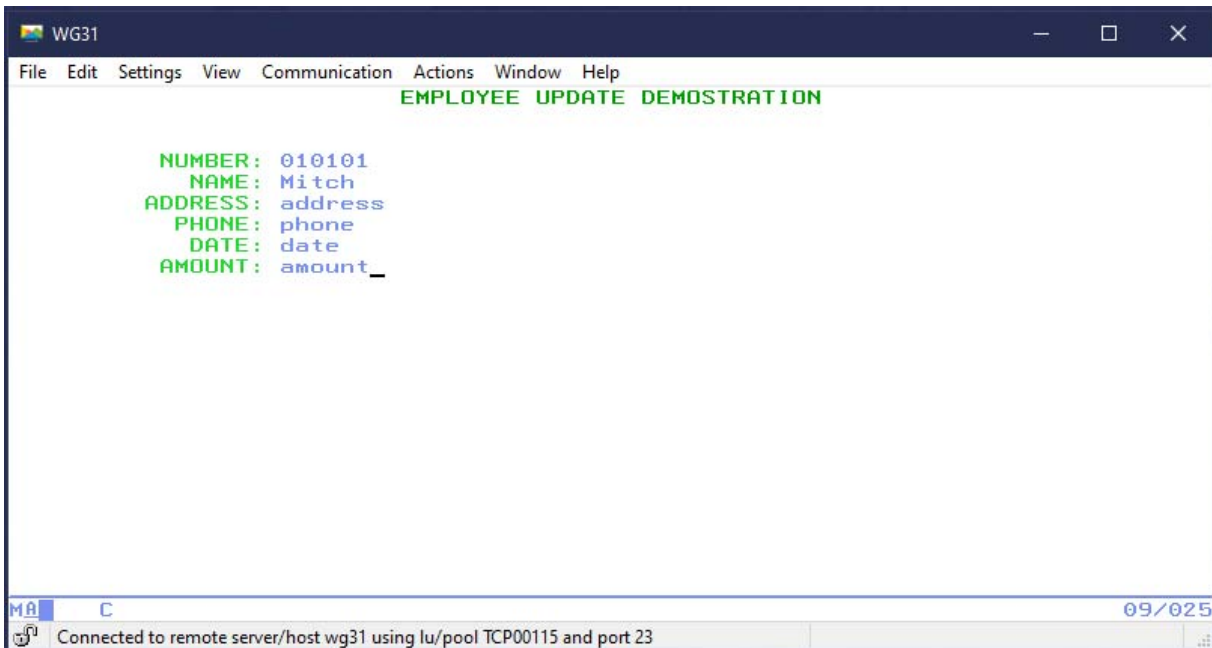 WG31
File Edit Settings View Communication Actions Window Help
EMPLOYEE UPDATE DEMOSTRATION
NUMBER: 010101
NAME: Mitch
ADDRESS: address
PHONE: phone
DATE: date
AMOUNT: amount_
MA C 09/025
Connected to remote server/host wg31 using lu/pool TCP00115 and port 23